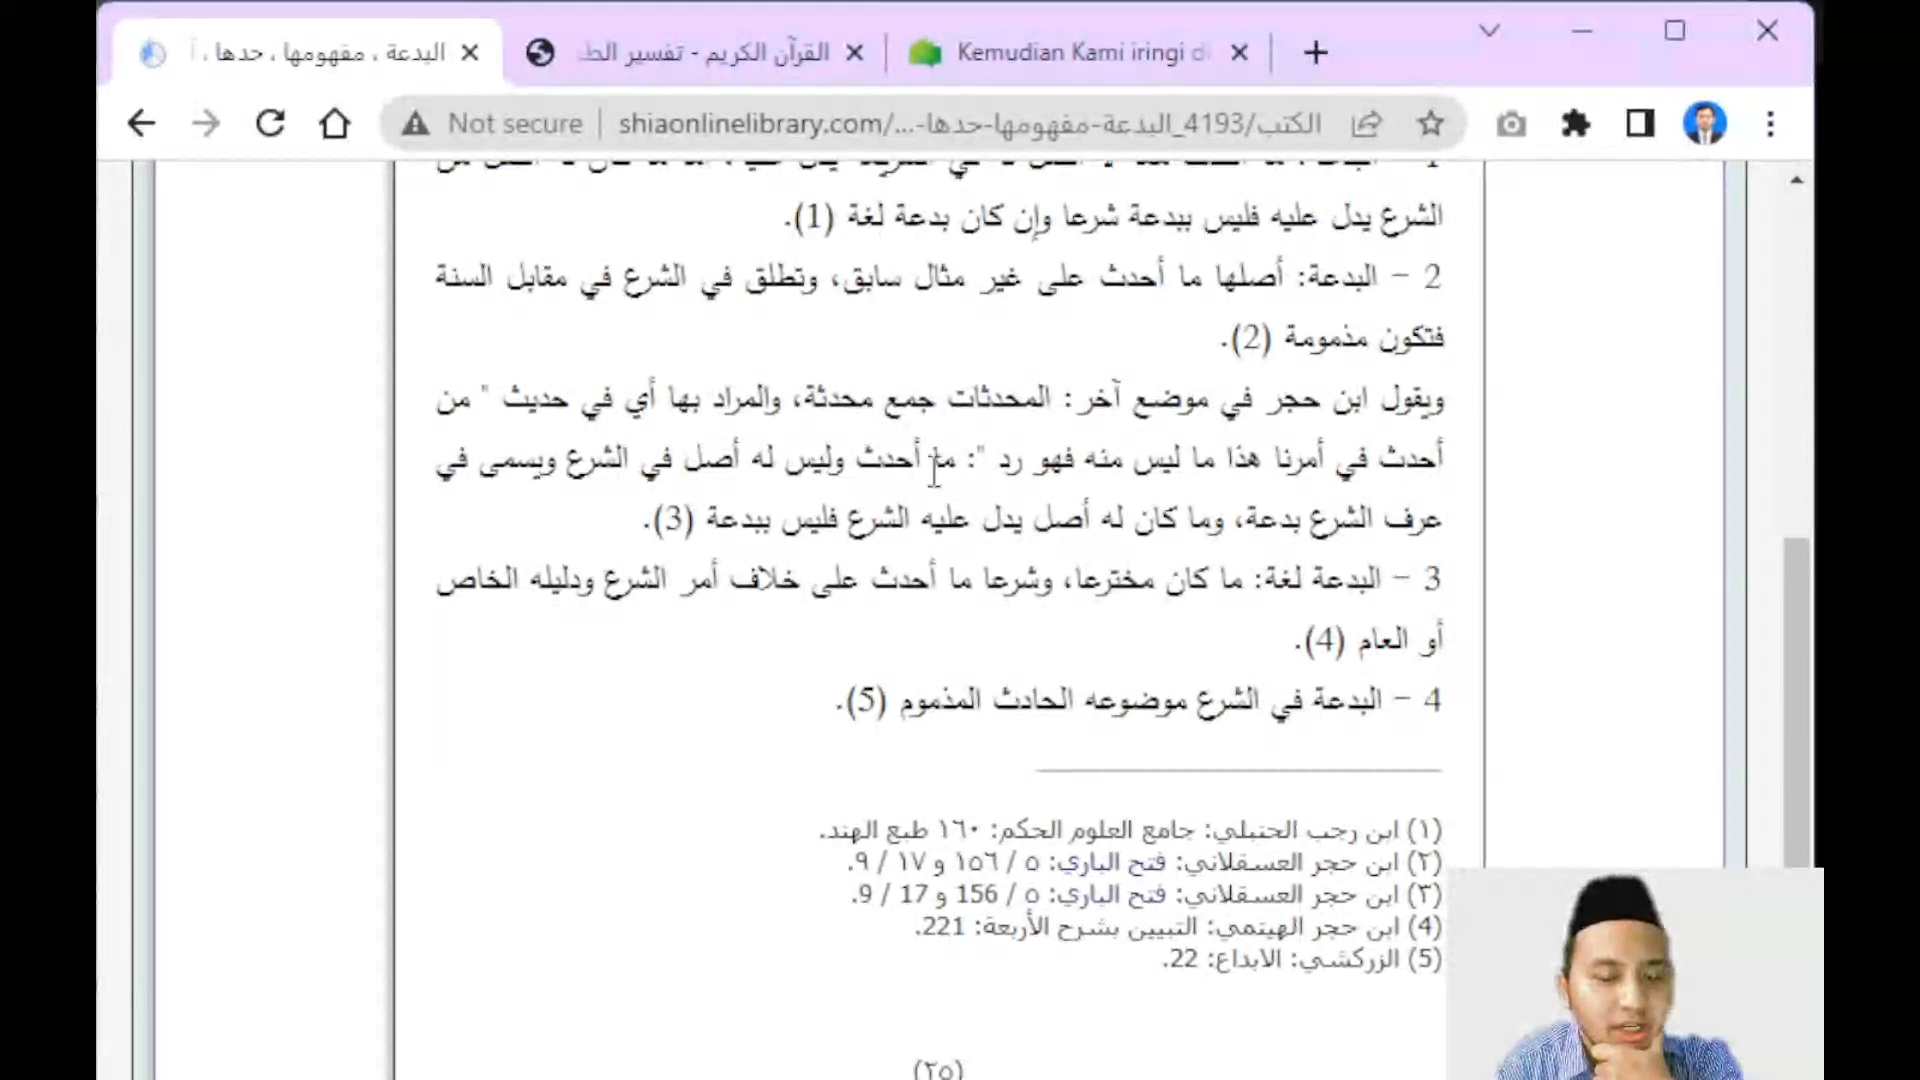 البدعة ، مفهومها ، حدها ،
القرآن الكريم - تفسير الط
Kemudian Kami iringi d
Not secure
shiaonlinelibrary.com/...-الكتب/4193_البدعة-مفهومها-حدها
الشرع يدل عليه فليس ببدعة شرعا وإن كان بدعة لغة (1).
2 - البدعة: أصلها ما أحدث على غير مثال سابق، وتطلق في الشرع في مقابل السنة
فتكون مذمومة (2).
ويقول ابن حجر في موضع آخر: المحدثات جمع محدثة، والمراد بها أي في حديث " من
أحدث في أمرنا هذا ما ليس منه فهو رد ": ما أحدث وليس له أصل في الشرع ويسمى في
عرف الشرع بدعة، وما كان له أصل يدل عليه الشرع فليس ببدعة (3).
3 - البدعة لغة: ما كان مخترعا، وشرعا ما أحدث على خلاف أمر الشرع ودليله الخاص
أو العام (4).
4 - البدعة في الشرع موضوعه الحادث المذموم (5).
(١) ابن رجب الحنبلي: جامع العلوم الحكم: ١٦٠ طبع الهند.
(٢) ابن حجر العسقلاني: فتح الباري: ٥ / ١٥٦ و ١٧ / ٩.
(٣) ابن حجر العسقلاني: فتح الباري: ٥ / 156 و 17 / 9.
(4) ابن حجر الهيتمي: التبيين بشرح الأربعة: 221.
(5) الزركشي: الابداع: 22.
(٢٥)